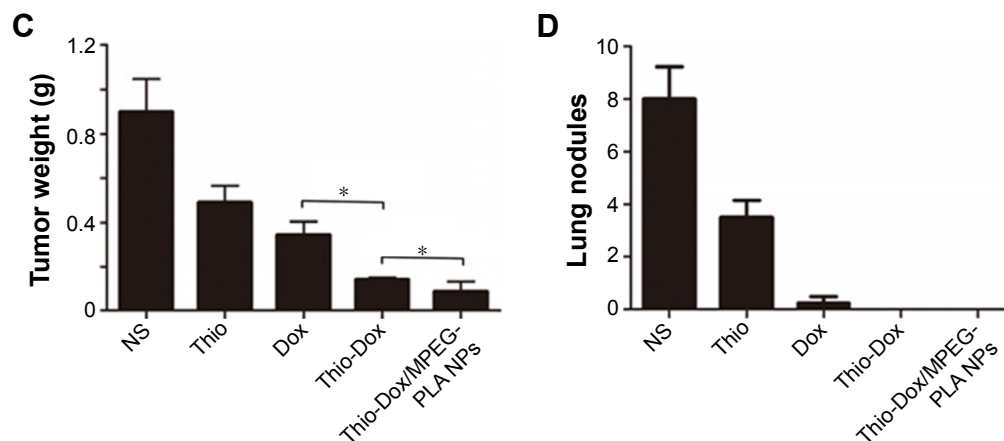 C
Tumor weight (g)
1.2
0.8
0.4
0
*
*
NS
Thio
Dox
Thio-Dox
Thio-Dox/MPEG-
PLA NPs
D
Lung nodules
10
8
6
4
2
0
NS
Thio
Dox
Thio-Dox
Thio-Dox/MPEG-
PLA NPs